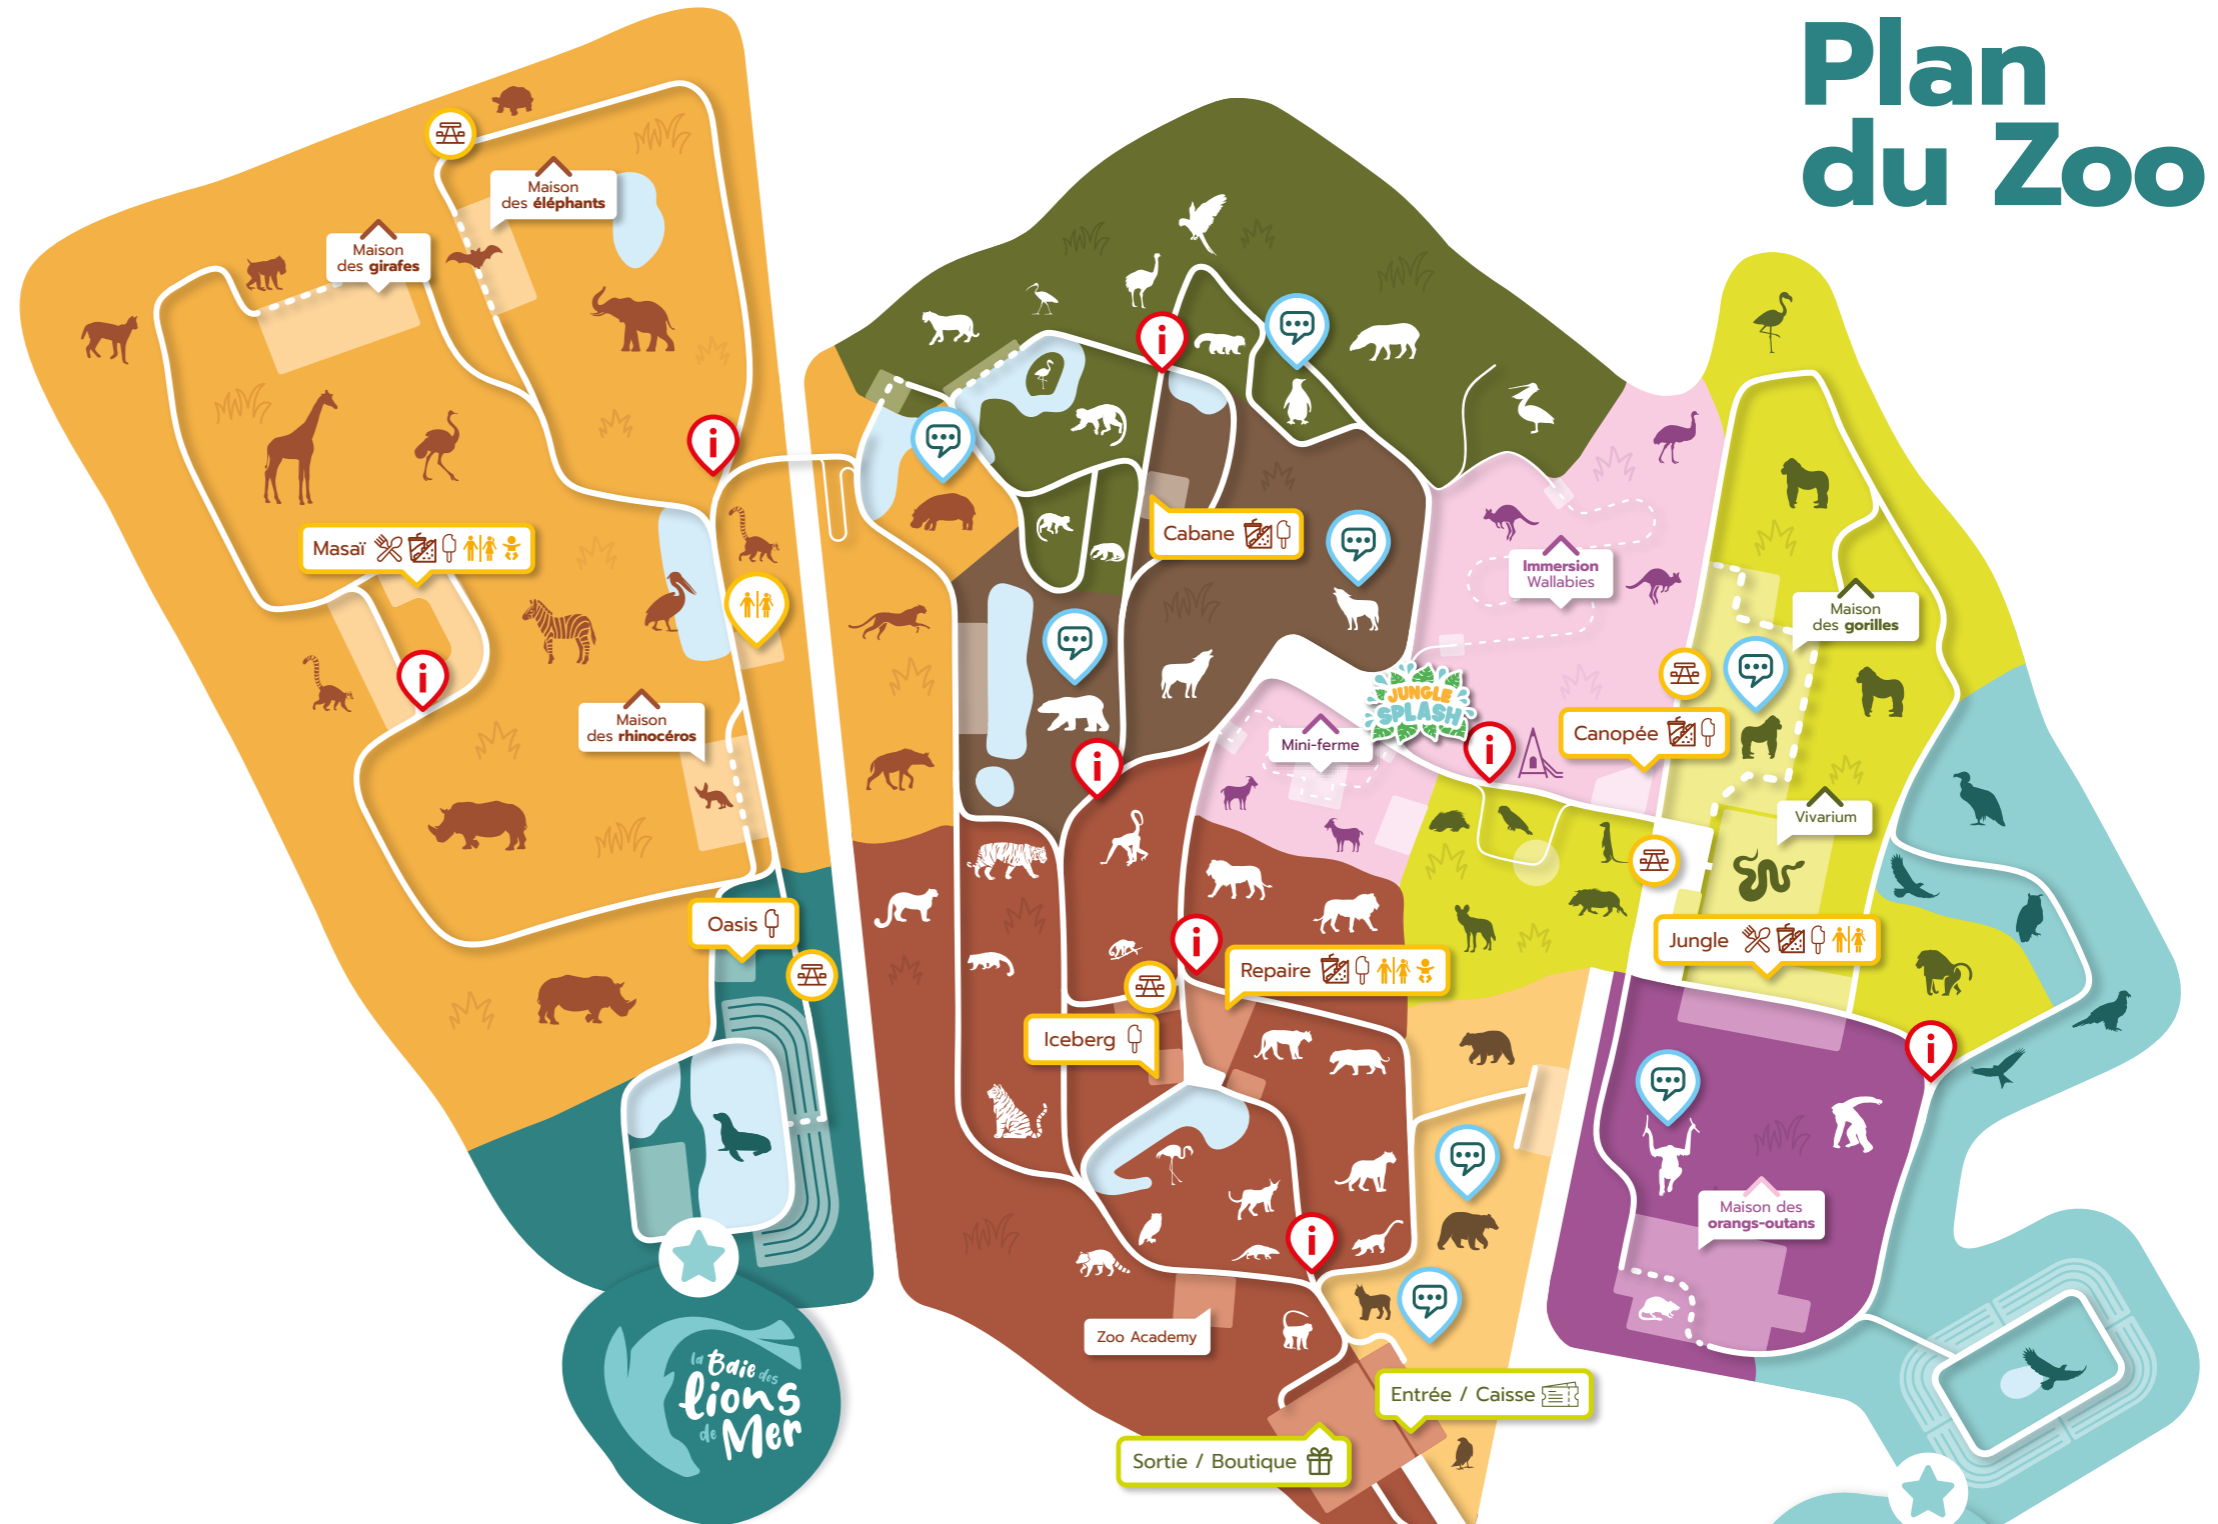 Plan
du Zoo
Maison
des éléphants
Maison
des girafes
Masaï
Cabane
Immersion
Wallabies
Maison
des gorilles
JUNGLE
SPLASH
Maison
des rhinocéros
Mini-ferme
Canopée
Vivarium
Oasis
Repaire
Jungle
Iceberg
Maison des
orangs-outans
Zoo Academy
Entrée / Caisse
Sortie / Boutique
la Baie des
lions
de Mer
i
i
i
i
i
i
i
i